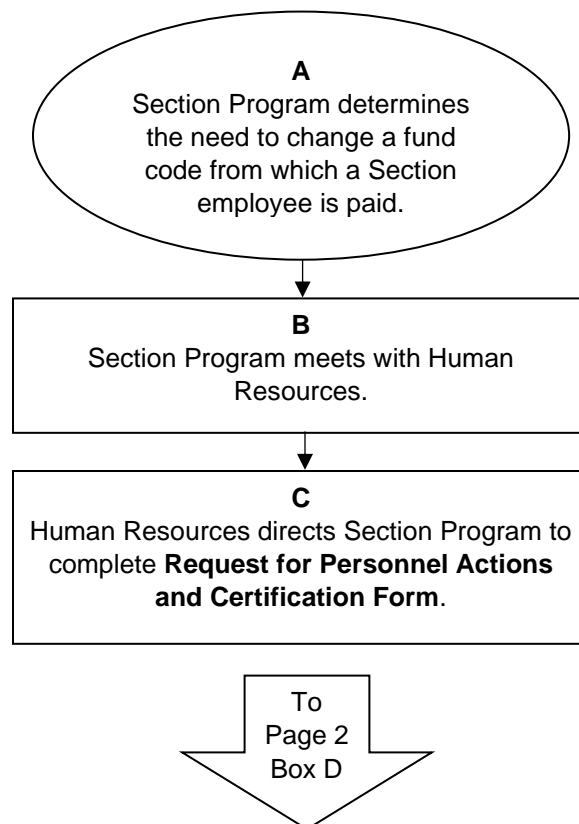 A
Section Program determines
the need to change a fund
code from which a Section
employee is paid.
B
Section Program meets with Human
Resources.
C
Human Resources directs Section Program to
complete Request for Personnel Actions
and Certification Form.
To
Page 2
Box D